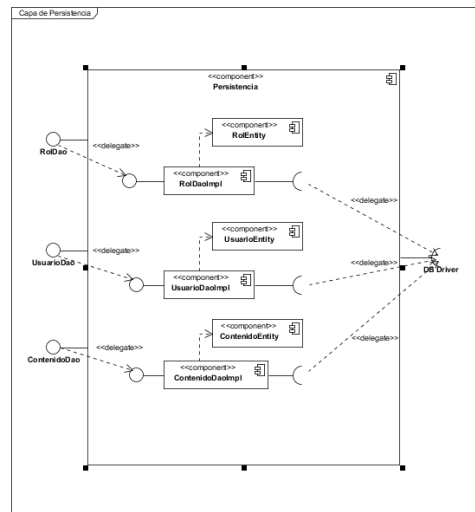 Capa de Persistencia
<<component>>
Persistencia
<<component>>
RolEntity
RolDao
<<delegate>>
<<component>>
RolDaoImpl
<<delegate>>
<<component>>
UsuarioEntity
UsuarioDao
<<delegate>>
<<component>>
UsuarioDaoImpl
<<delegate>>
DB Driver
<<component>>
ContenidoEntity
ContenidoDao
<<delegate>>
<<component>>
ContenidoDaoImpl
<<delegate>>